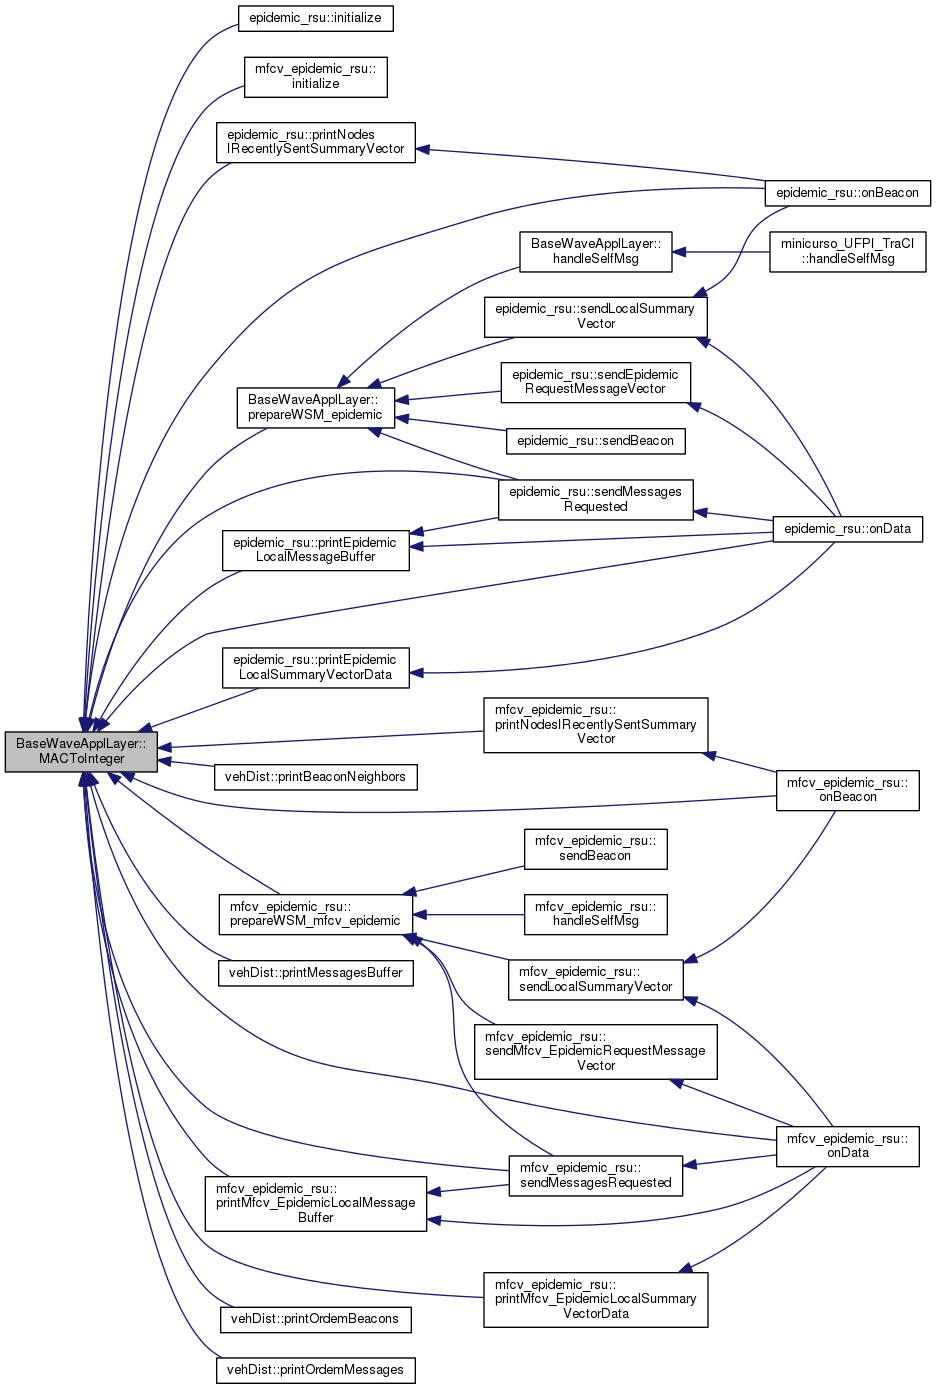 epidemic_rsu::initialize
mfcv_epidemic_rsu::
initialize
epidemic_rsu::printNodes
IRecentlySentSummaryVector
epidemic_rsu::onBeacon
BaseWaveApplLayer::
handleSelfMsg
minicurso_UFPI_TraCI
::handleSelfMsg
epidemic_rsu::sendLocalSummary
Vector
epidemic_rsu::sendEpidemic
RequestMessageVector
BaseWaveApplLayer::
prepareWSM_epidemic
epidemic_rsu::sendBeacon
epidemic_rsu::sendMessages
Requested
epidemic_rsu::onData
epidemic_rsu::printEpidemic
LocalMessageBuffer
epidemic_rsu::printEpidemic
LocalSummaryVectorData
mfcv_epidemic_rsu::
printNodesIRecentlySentSummary
Vector
BaseWaveApplLayer::
MACToInteger
vehDist::printBeaconNeighbors
mfcv_epidemic_rsu::
onBeacon
mfcv_epidemic_rsu::
sendBeacon
mfcv_epidemic_rsu::
prepareWSM_mfcv_epidemic
mfcv_epidemic_rsu::
handleSelfMsg
vehDist::printMessagesBuffer
mfcv_epidemic_rsu::
sendLocalSummaryVector
mfcv_epidemic_rsu::
sendMfcv_EpidemicRequestMessage
Vector
mfcv_epidemic_rsu::
onData
mfcv_epidemic_rsu::
sendMessagesRequested
mfcv_epidemic_rsu::
printMfcv_EpidemicLocalMessage
Buffer
mfcv_epidemic_rsu::
printMfcv_EpidemicLocalSummary
VectorData
vehDist::printOrdemBeacons
vehDist::printOrdemMessages